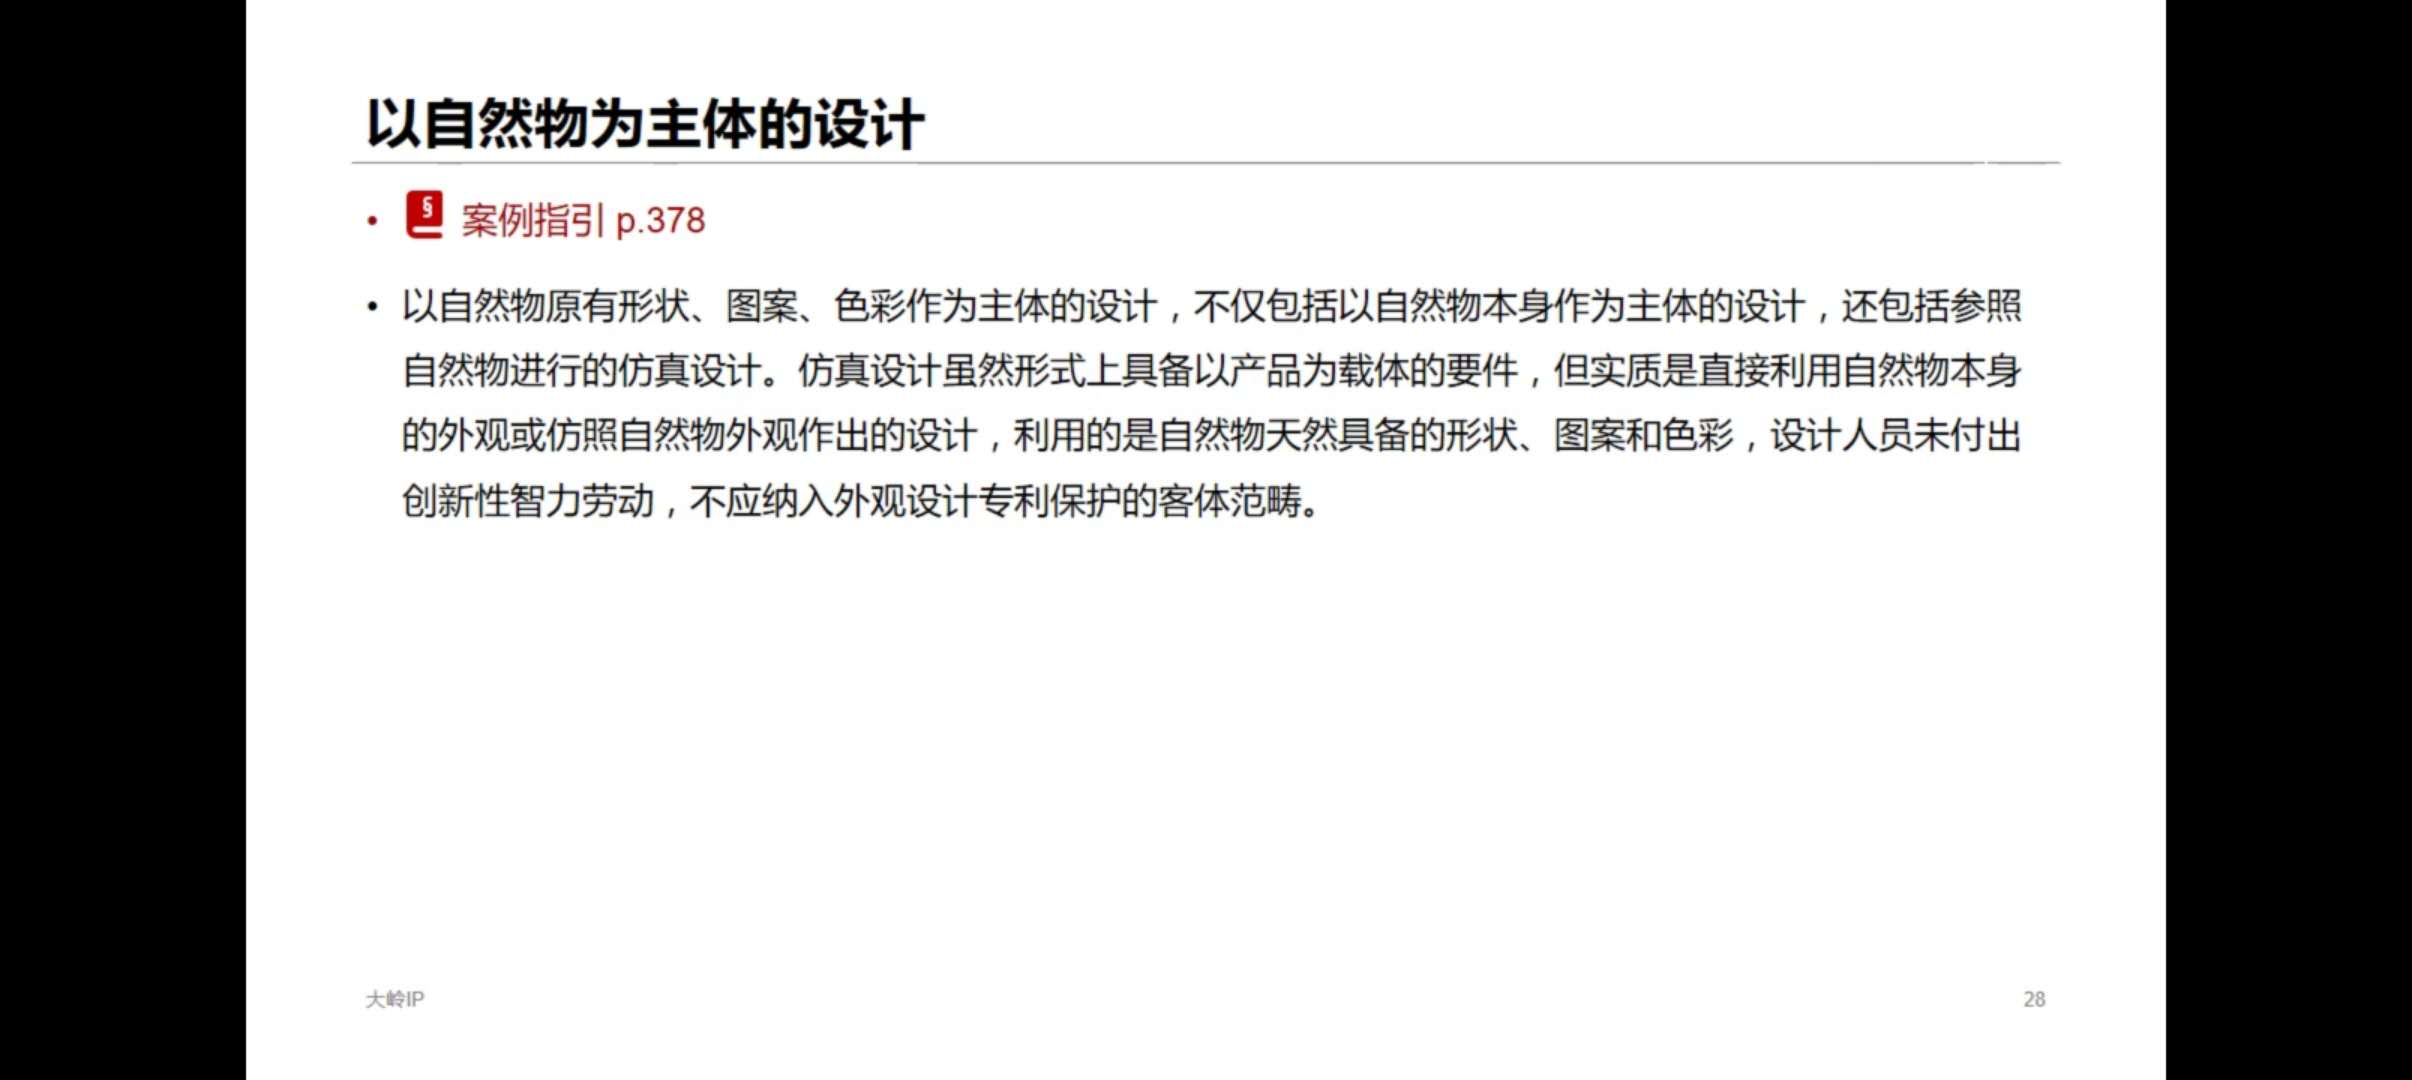 以自然物为主体的设计
• § 案例指引 p.378
• 以自然物原有形状、图案、色彩作为主体的设计，不仅包括以自然物本身作为主体的设计，还包括参照
自然物进行的仿真设计。仿真设计虽然形式上具备以产品为载体的要件，但实质是直接利用自然物本身
的外观或仿照自然物外观作出的设计，利用的是自然物天然具备的形状、图案和色彩，设计人员未付出
创新性智力劳动，不应纳入外观设计专利保护的客体范畴。
大岭IP
28